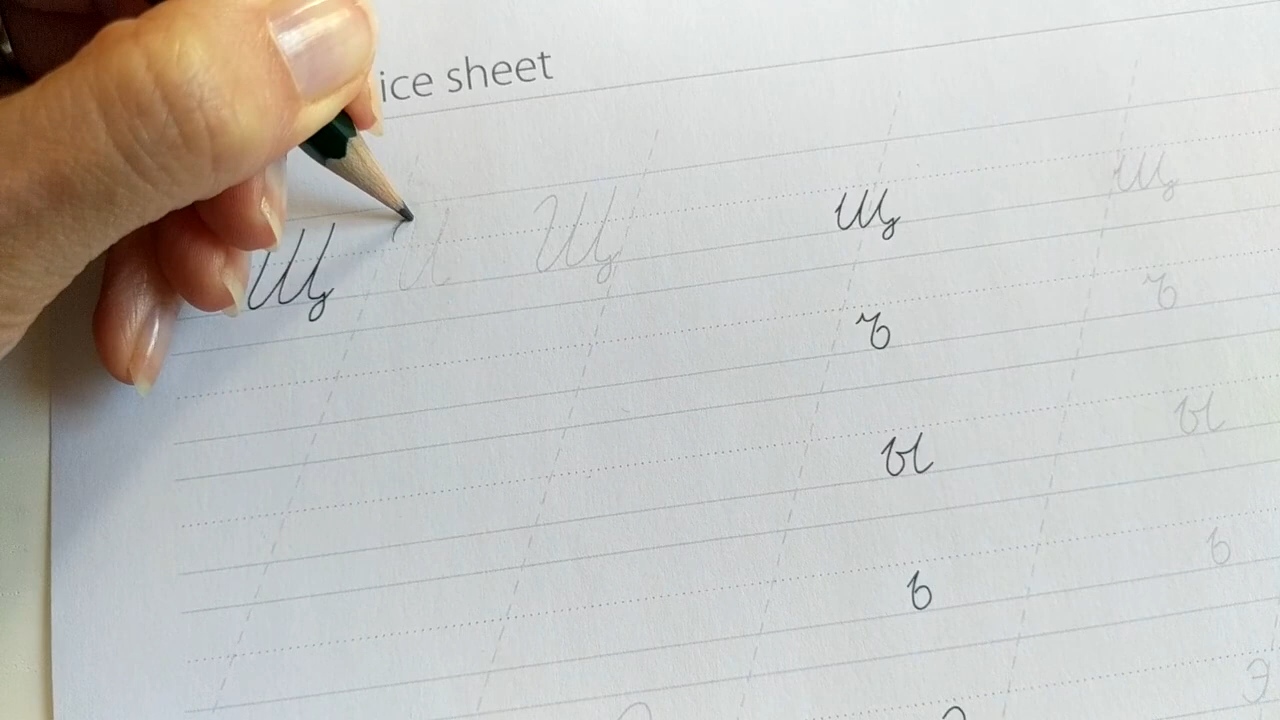 ice sheet
Щ Щ щ щ
ъ ъ
ы ы
ь ь
э